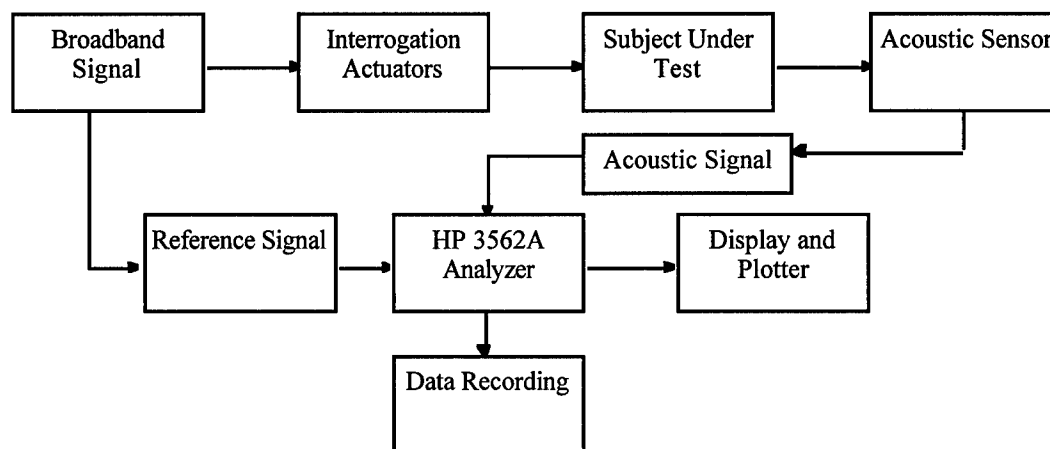 Broadband
Signal
Interrogation
Actuators
Subject Under
Test
Acoustic Sensor
Acoustic Signal
Reference Signal
HP 3562A
Analyzer
Display and
Plotter
Data Recording